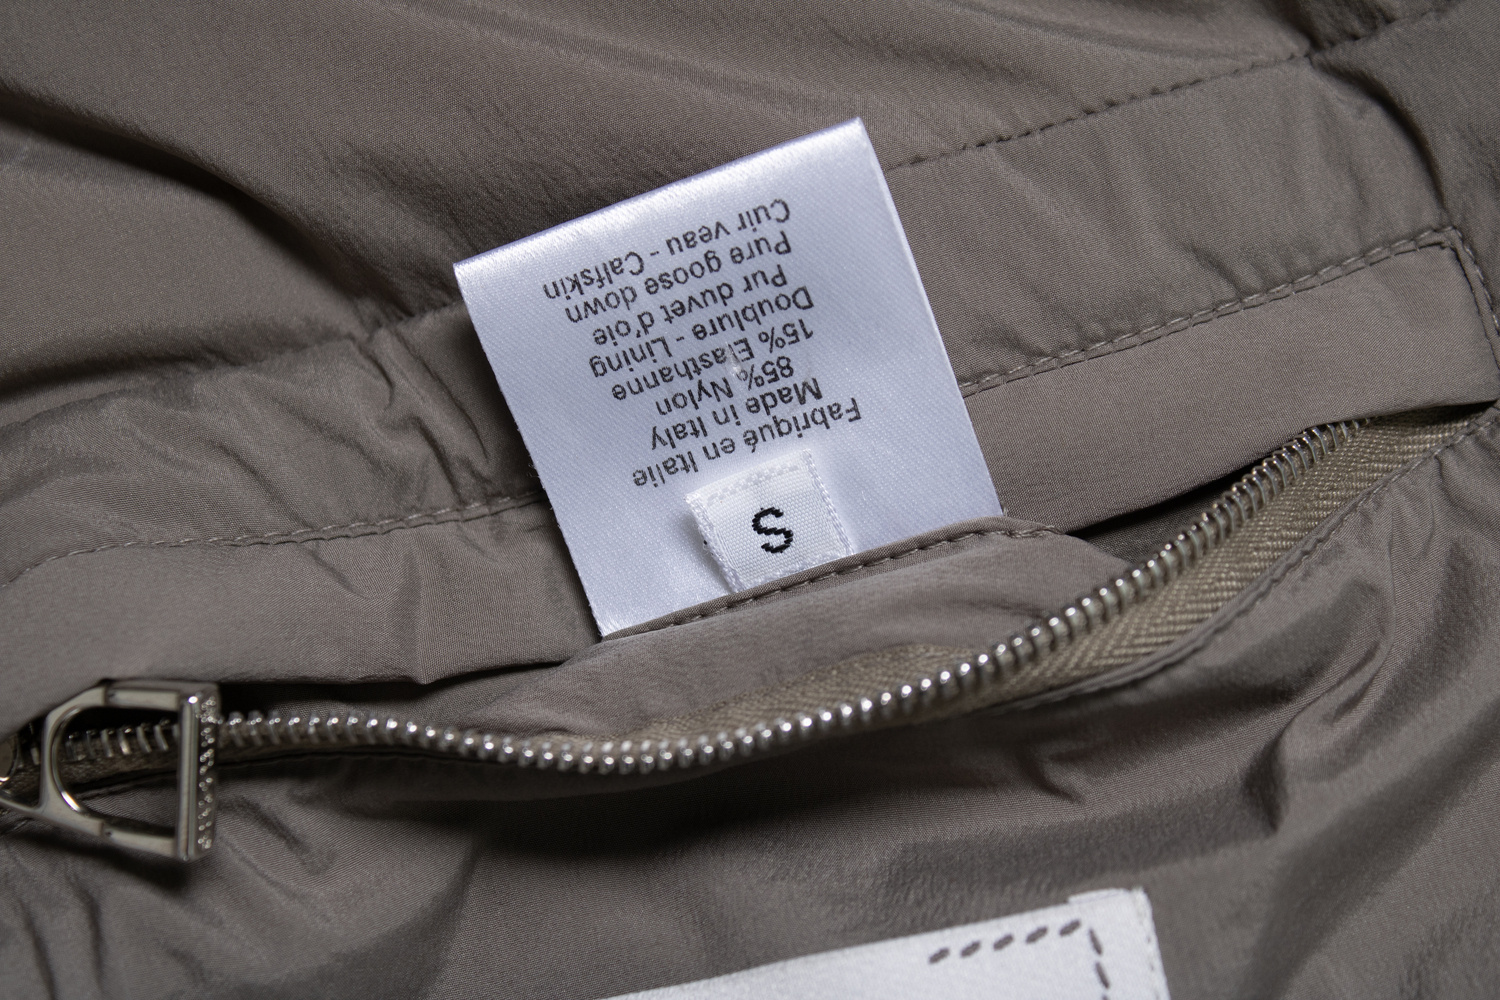 Fabriqué en Italie
Made in Italy
85% Nylon
15% Elasthanne
Doublure - Lining
Pur duvet d'oie
Pure goose down
Cuir veau - Calfskin
S